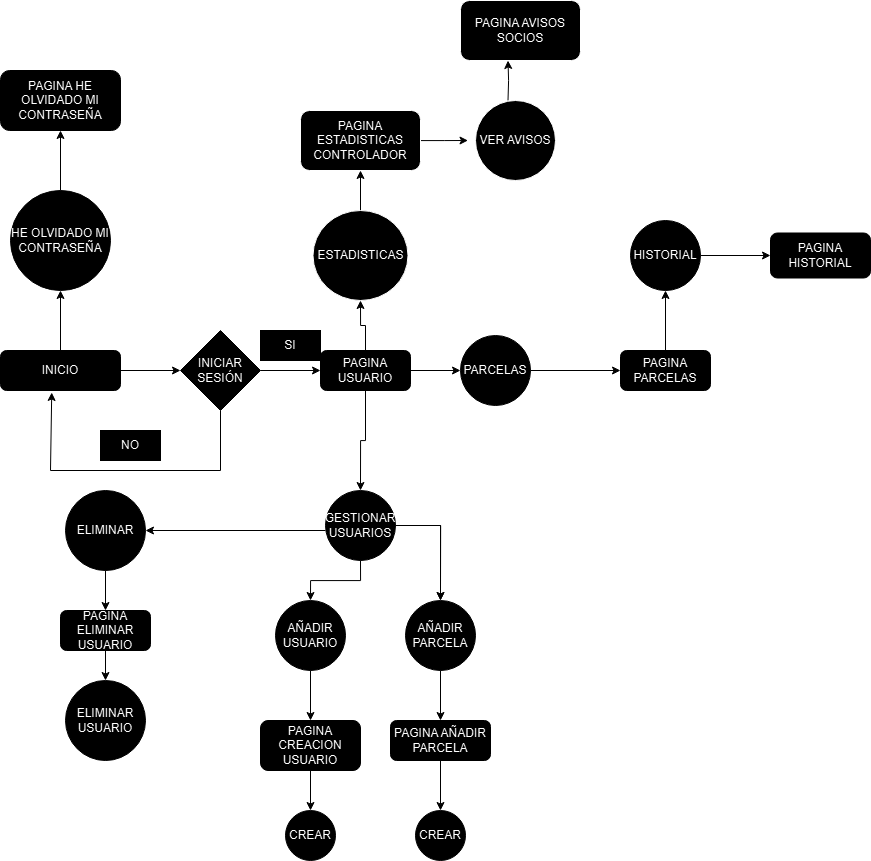 PAGINA AVISOS
SOCIOS
PAGINA HE
OLVIDADO MI
CONTRASEÑA
PAGINA
ESTADISTICAS
CONTROLADOR
VER AVISOS
HE OLVIDADO MI
CONTRASEÑA
ESTADISTICAS
HISTORIAL
PAGINA
HISTORIAL
INICIO
INICIAR
SESIÓN
SI
PAGINA
USUARIO
PARCELAS
PAGINA
PARCELAS
NO
ELIMINAR
GESTIONAR
USUARIOS
PAGINA
ELIMINAR
USUARIO
AÑADIR
USUARIO
AÑADIR
PARCELA
ELIMINAR
USUARIO
PAGINA
CREACION
USUARIO
PAGINA AÑADIR
PARCELA
CREAR
CREAR